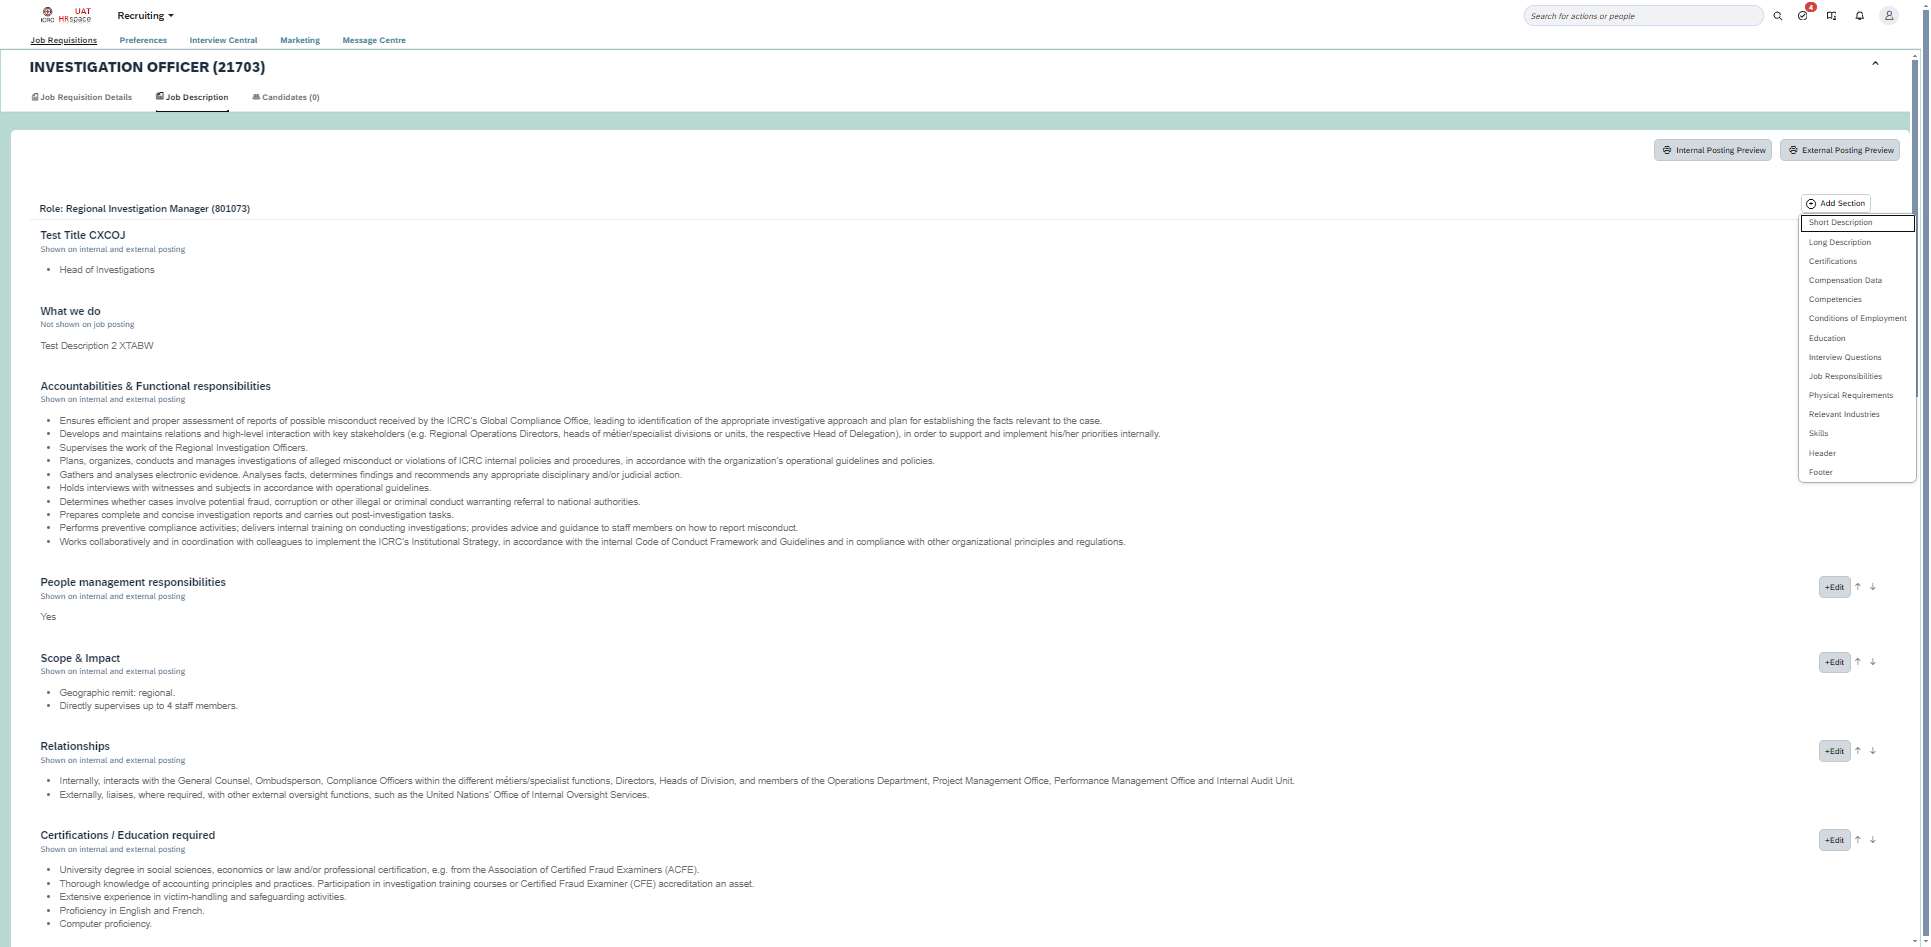 ICRC
UAT
HRspace
Recruiting
Search for actions or people
4
Job Requisitions
Preferences
Interview Central
Marketing
Message Centre
INVESTIGATION OFFICER (21703)
Job Requisition Details
Job Description
Candidates (0)
Internal Posting Preview
External Posting Preview
Role: Regional Investigation Manager (801073)
Add Section
Short Description
Long Description
Certifications
Compensation Data
Competencies
Conditions of Employment
Education
Interview Questions
Job Responsibilities
Physical Requirements
Relevant Industries
Skills
Header
Footer
Test Title CXCOJ
Shown on internal and external posting
• Head of Investigations
What we do
Not shown on job posting
Test Description 2 XTABW
Accountabilities & Functional responsibilities
Shown on internal and external posting
• Ensures efficient and proper assessment of reports of possible misconduct received by the ICRC's Global Compliance Office, leading to identification of the appropriate investigative approach and plan for establishing the facts relevant to the case.
• Develops and maintains relations and high-level interaction with key stakeholders (e.g. Regional Operations Directors, heads of métier/specialist divisions or units, the respective Head of Delegation), in order to support and implement his/her priorities internally.
• Supervises the work of the Regional Investigation Officers.
• Plans, organizes, conducts and manages investigations of alleged misconduct or violations of ICRC internal policies and procedures, in accordance with the organization's operational guidelines and policies.
• Gathers and analyses electronic evidence. Analyses facts, determines findings and recommends any appropriate disciplinary and/or judicial action.
• Holds interviews with witnesses and subjects in accordance with operational guidelines.
• Determines whether cases involve potential fraud, corruption or other illegal or criminal conduct warranting referral to national authorities.
• Prepares complete and concise investigation reports and carries out post-investigation tasks.
• Performs preventive compliance activities; delivers internal training on conducting investigations; provides advice and guidance to staff members on how to report misconduct.
• Works collaboratively and in coordination with colleagues to implement the ICRC's Institutional Strategy, in accordance with the internal Code of Conduct Framework and Guidelines and in compliance with other organizational principles and regulations.
People management responsibilities
Shown on internal and external posting
+Edit
Yes
Scope & Impact
Shown on internal and external posting
+Edit
• Geographic remit: regional.
• Directly supervises up to 4 staff members.
Relationships
Shown on internal and external posting
+Edit
• Internally, interacts with the General Counsel, Ombudsperson, Compliance Officers within the different métiers/specialist functions, Directors, Heads of Division, and members of the Operations Department, Project Management Office, Performance Management Office and Internal Audit Unit.
• Externally, liaises, where required, with other external oversight functions, such as the United Nations' Office of Internal Oversight Services.
Certifications / Education required
Shown on internal and external posting
+Edit
• University degree in social sciences, economics or law and/or professional certification, e.g. from the Association of Certified Fraud Examiners (ACFE).
• Thorough knowledge of accounting principles and practices. Participation in investigation training courses or Certified Fraud Examiner (CFE) accreditation an asset.
• Extensive experience in victim-handling and safeguarding activities.
• Proficiency in English and French.
• Computer proficiency.